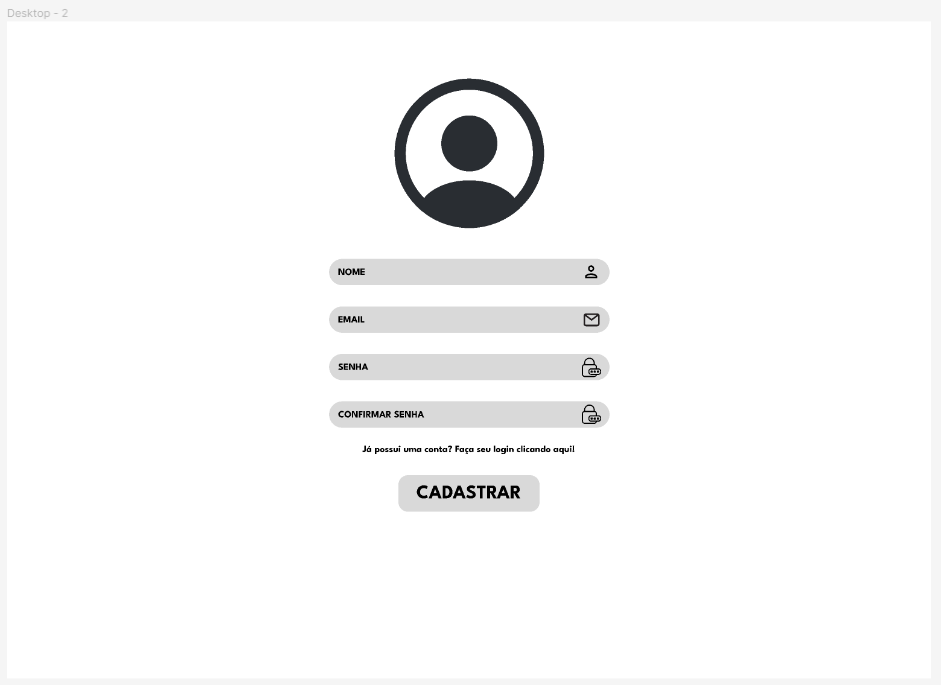 Desktop - 2
NOME
EMAIL
SENHA
CONFIRMAR SENHA
Já possui uma conta? Faça seu login clicando aqui!
CADASTRAR